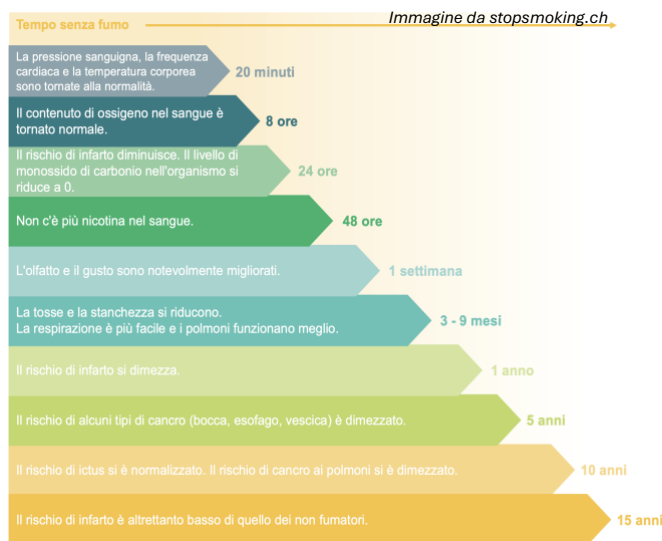 Immagine da stopsmoking.ch
Tempo senza fumo
La pressione sanguigna, la frequenza
cardiaca e la temperatura corporea
sono tornate alla normalità.
20 minuti
Il contenuto di ossigeno nel sangue è
tornato normale.
8 ore
Il rischio di infarto diminuisce. Il livello di
monossido di carbonio nell'organismo si
riduce a 0.
24 ore
Non c'è più nicotina nel sangue.
48 ore
L'olfatto e il gusto sono notevolmente migliorati.
1 settimana
La tosse e la stanchezza si riducono.
La respirazione è più facile e i polmoni funzionano meglio.
3 - 9 mesi
Il rischio di infarto si dimezza.
1 anno
Il rischio di alcuni tipi di cancro (bocca, esofago, vescica) è dimezzato.
5 anni
Il rischio di ictus si è normalizzato. Il rischio di cancro ai polmoni si è dimezzato.
10 anni
Il rischio di infarto è altrettanto basso di quello dei non fumatori.
15 anni